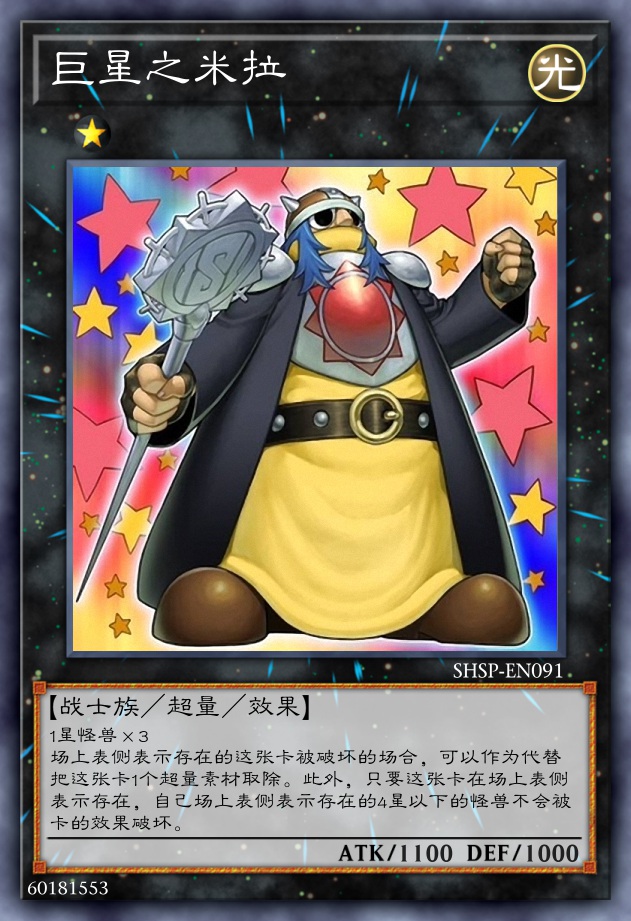 巨星之米拉
光
SHSP-EN091
【战士族／超量／效果】
1星怪兽×3
场上表侧表示存在的这张卡被破坏的场合，可以作为代替
把这张卡1个超量素材取除。此外，只要这张卡在场上表侧
表示存在，自己场上表侧表示存在的4星以下的怪兽不会被
卡的效果破坏。
ATK/1100 DEF/1000
60181553